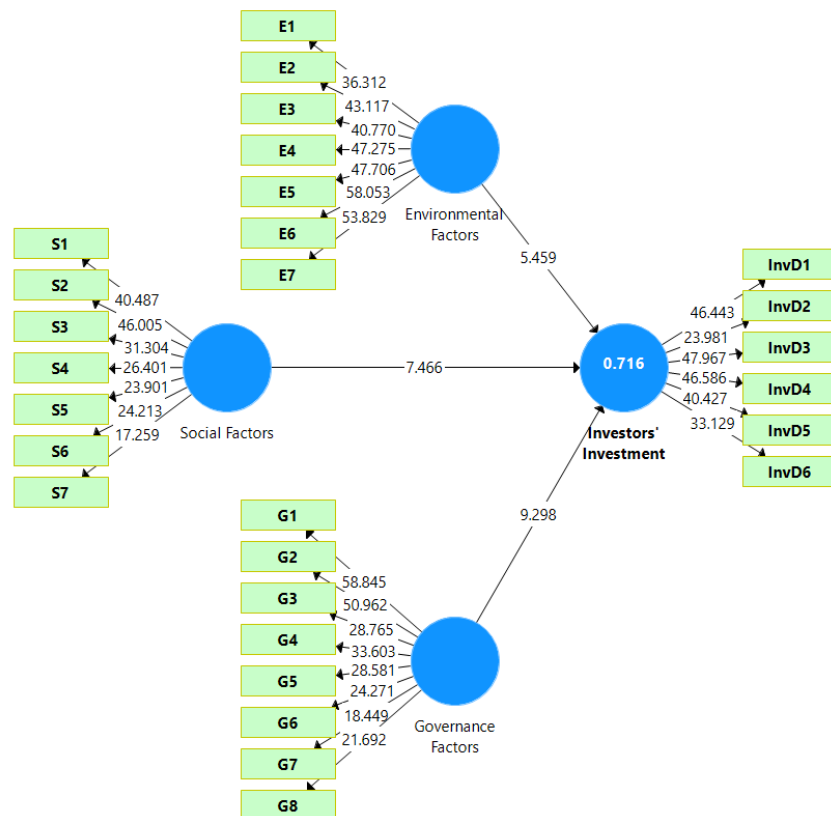 E1
E2
E3
E4
E5
E6
E7
36.312
43.117
40.770
47.275
47.706
58.053
53.829
Environmental
Factors
5.459
S1
S2
S3
S4
S5
S6
S7
40.487
46.005
31.304
26.401
23.901
24.213
17.259
Social Factors
7.466
0.716
Investors'
Investment
46.443
23.981
47.967
46.586
40.427
33.129
InvD1
InvD2
InvD3
InvD4
InvD5
InvD6
9.298
G1
G2
G3
G4
G5
G6
G7
G8
58.845
50.962
28.765
33.603
28.581
24.271
18.449
21.692
Governance
Factors